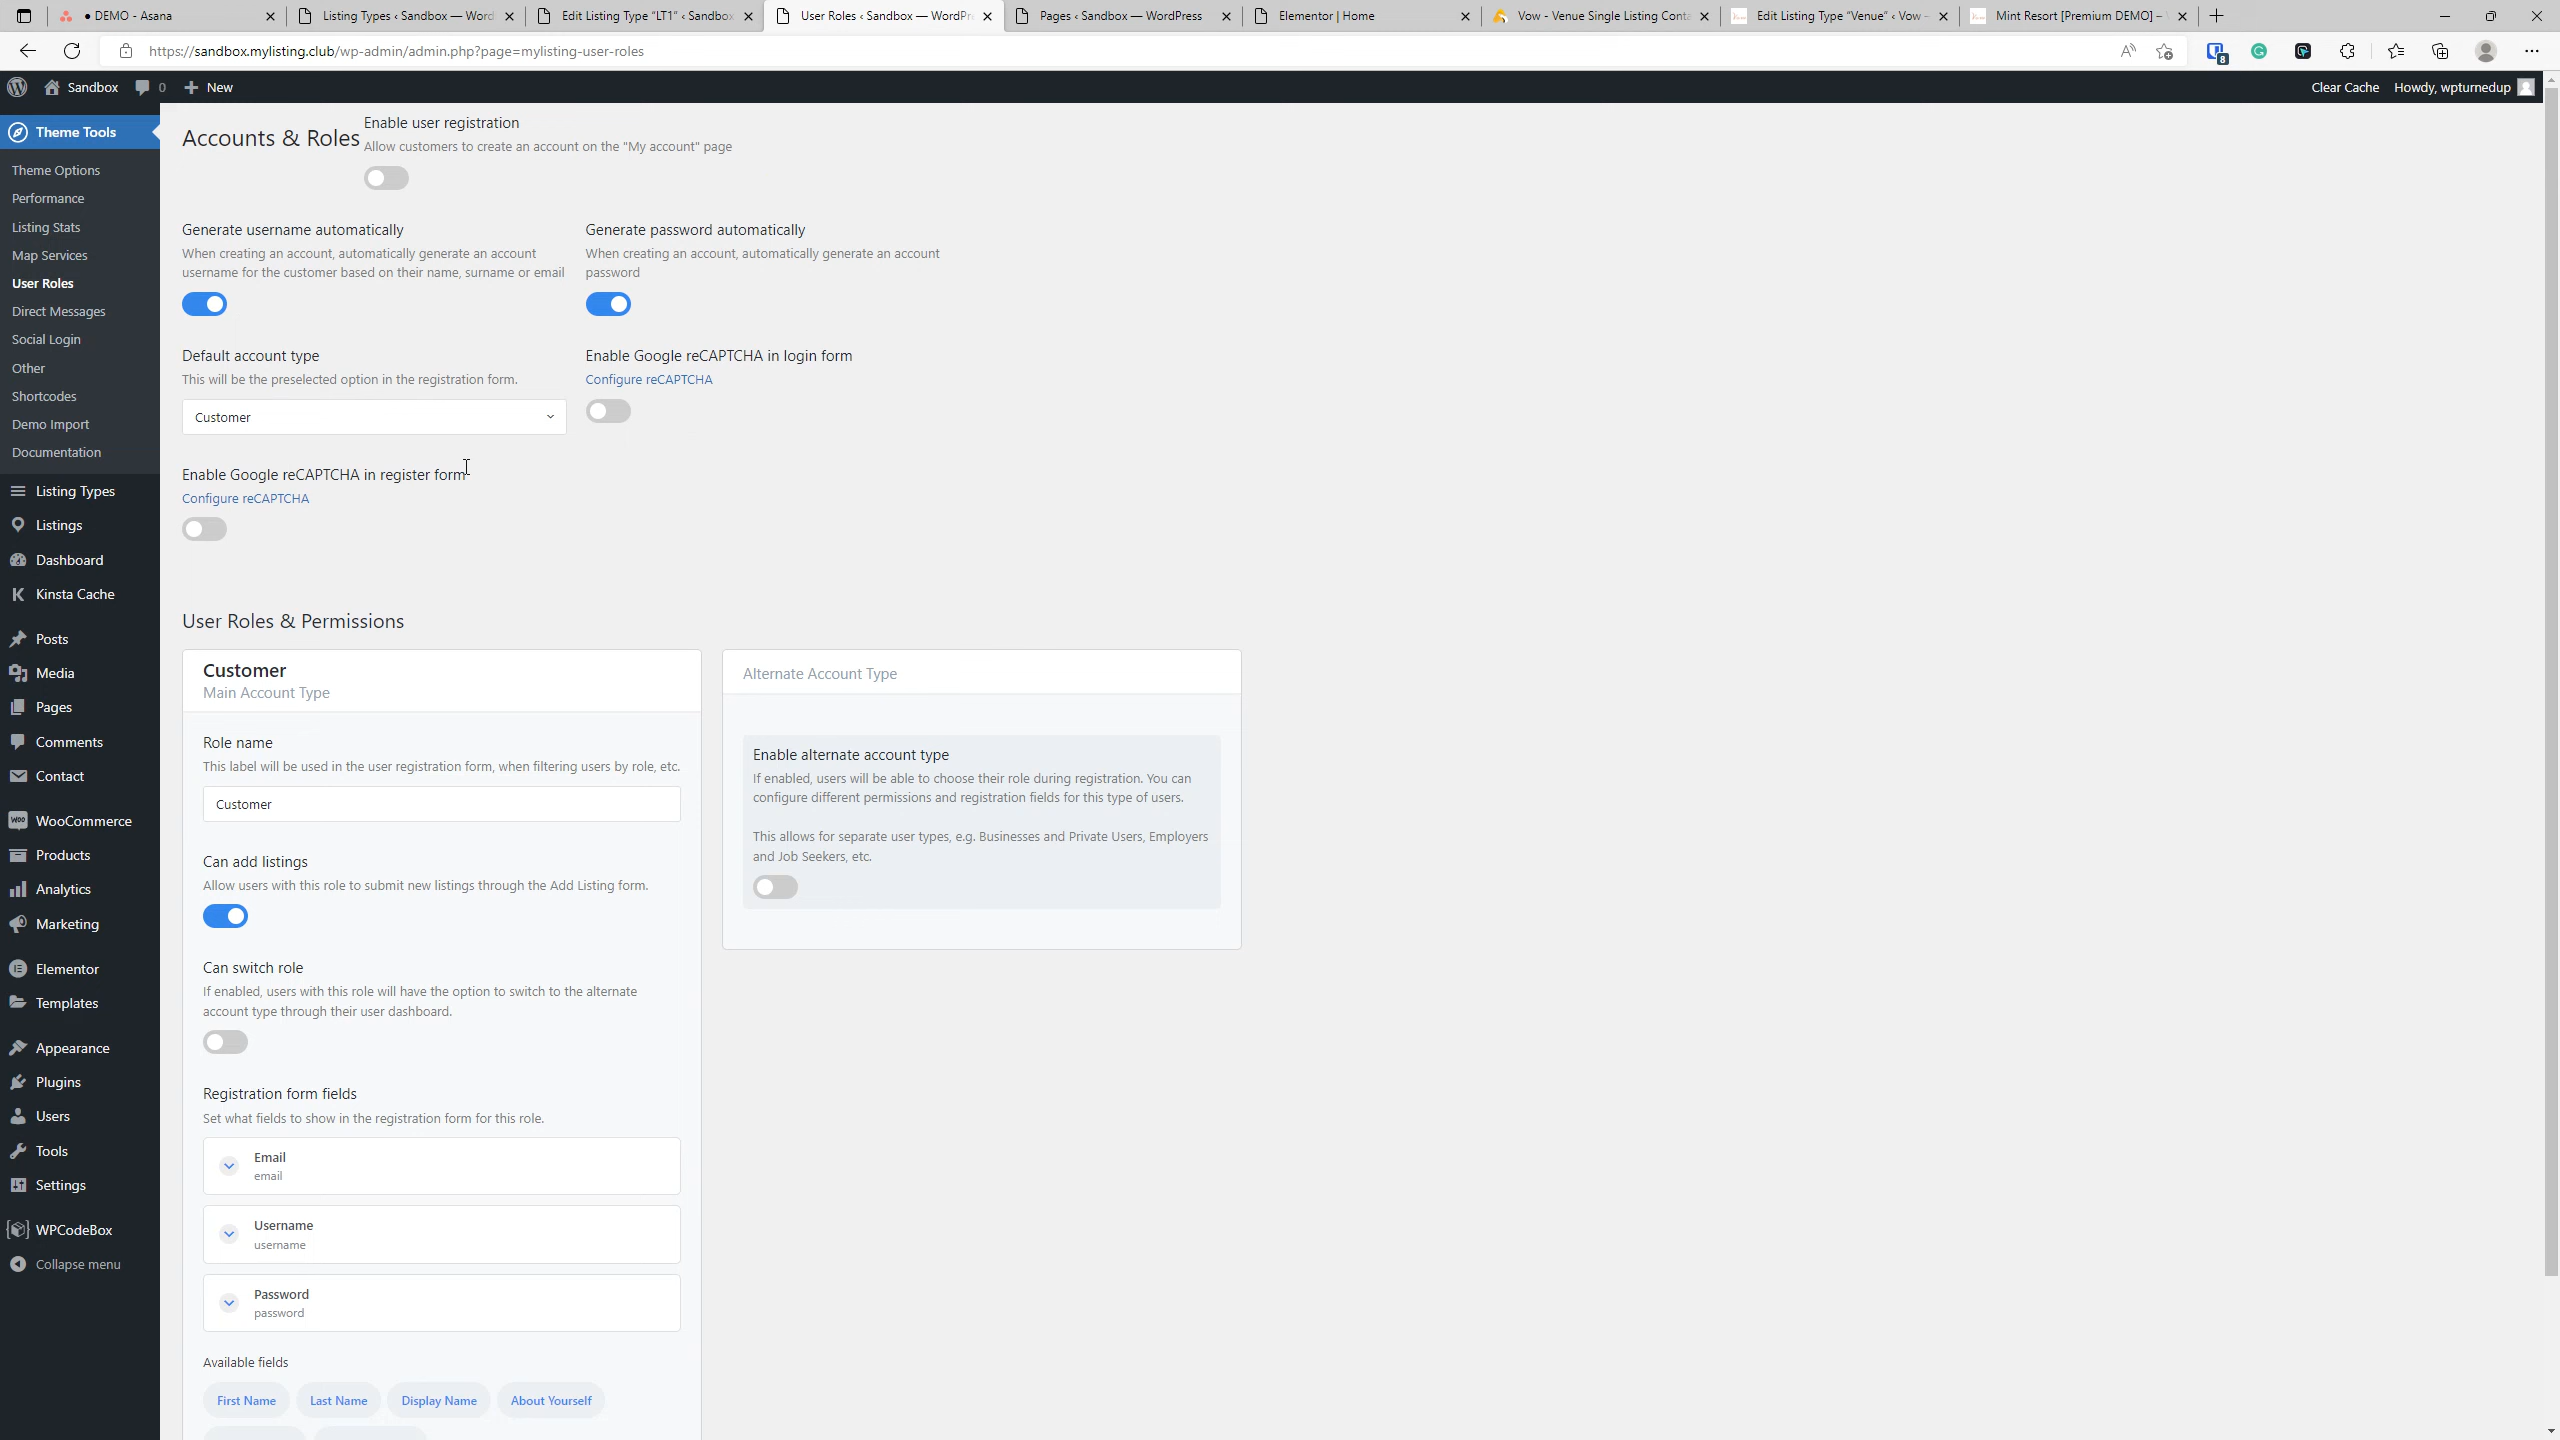 DEMO - Asana
Listing Types ‹ Sandbox — Word
Edit Listing Type "LT1" ‹ Sandbox
User Roles ‹ Sandbox — WordPr
Pages ‹ Sandbox — WordPress
Elementor | Home
Vow - Venue Single Listing Conta
Edit Listing Type "Venue" ‹ Vow -
Mint Resort [Premium DEMO] –
https://sandbox.mylisting.club/wp-admin/admin.php?page=mylisting-user-roles
8
Sandbox
0
New
Clear Cache
Howdy, wpturnedup
Theme Tools
Theme Options
Performance
Listing Stats
Map Services
User Roles
Direct Messages
Social Login
Other
Shortcodes
Demo Import
Documentation
Listing Types
Listings
Dashboard
Kinsta Cache
Posts
Media
Pages
Comments
Contact
WooCommerce
Products
Analytics
Marketing
Elementor
Templates
Appearance
Plugins
Users
Tools
Settings
WPCodeBox
Collapse menu
Accounts & Roles
Enable user registration
Allow customers to create an account on the "My account" page
Generate username automatically
When creating an account, automatically generate an account
username for the customer based on their name, surname or email
Generate password automatically
When creating an account, automatically generate an account
password
Default account type
This will be the preselected option in the registration form.
Customer
Enable Google reCAPTCHA in login form
Configure reCAPTCHA
Enable Google reCAPTCHA in register form
Configure reCAPTCHA
User Roles & Permissions
Customer
Main Account Type
Role name
This label will be used in the user registration form, when filtering users by role, etc.
Customer
Can add listings
Allow users with this role to submit new listings through the Add Listing form.
Can switch role
If enabled, users with this role will have the option to switch to the alternate
account type through their user dashboard.
Registration form fields
Set what fields to show in the registration form for this role.
Email
email
Username
username
Password
password
Available fields
First Name
Last Name
Display Name
About Yourself
Alternate Account Type
Enable alternate account type
If enabled, users will be able to choose their role during registration. You can
configure different permissions and registration fields for this type of users.
This allows for separate user types, e.g. Businesses and Private Users, Employers
and Job Seekers, etc.